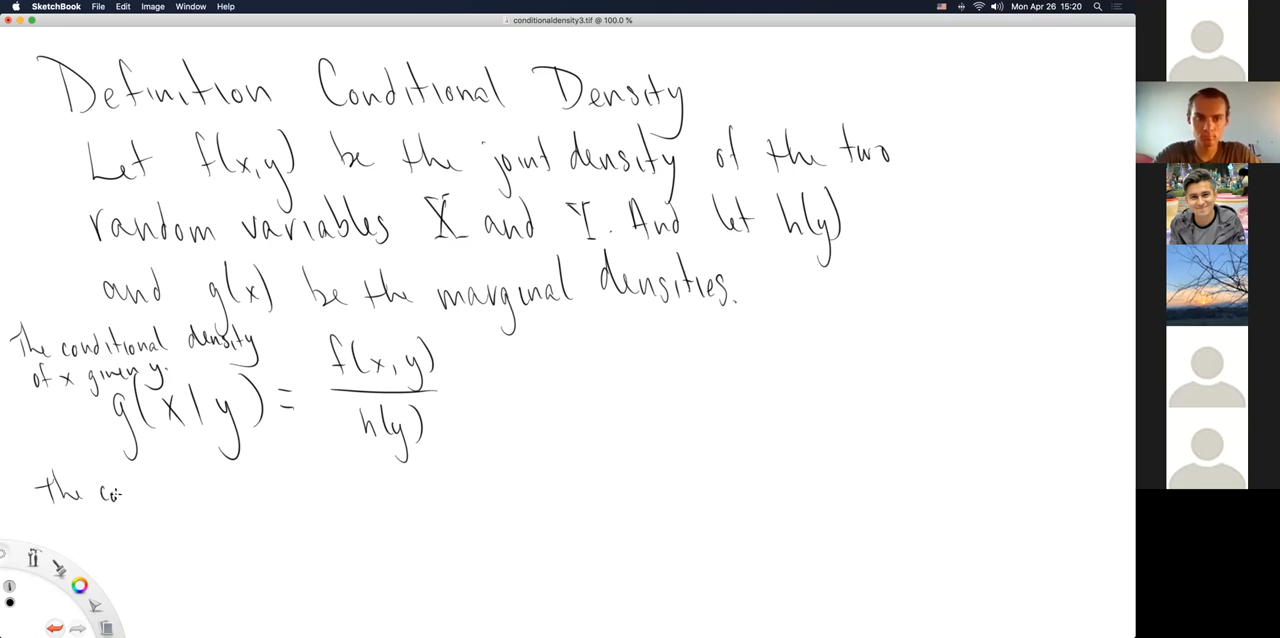 SketchBook File Edit Image Window Help Mon Apr 26 15:20
conditionaldensity3.tif @ 100.0 %
Definition Conditional Density
Let f(x,y) be the joint density of the two
random variables X and Y. And let h(y)
and g(x) be the marginal densities.
The conditional density
of x given y.
g(x|y) = f(x,y) / h(y)
the co